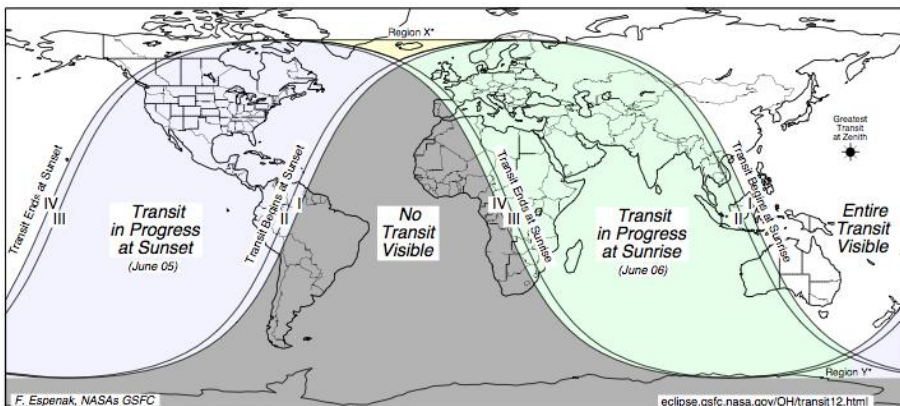 Region X*
Greatest
Transit
at Zenith
Transit Ends at Sunset
IV
III
Transit
in Progress
at Sunset
(June 05)
Transit Begins at Sunset
I
II
No
Transit
Visible
Transit Ends at Sunrise
IV
III
Transit
in Progress
at Sunrise
(June 06)
Transit Begins at Sunrise
I
II
Entire
Transit
Visible
Region Y*
F. Espenak, NASAs GSFC
eclipse.gsfc.nasa.gov/OH/transit12.html